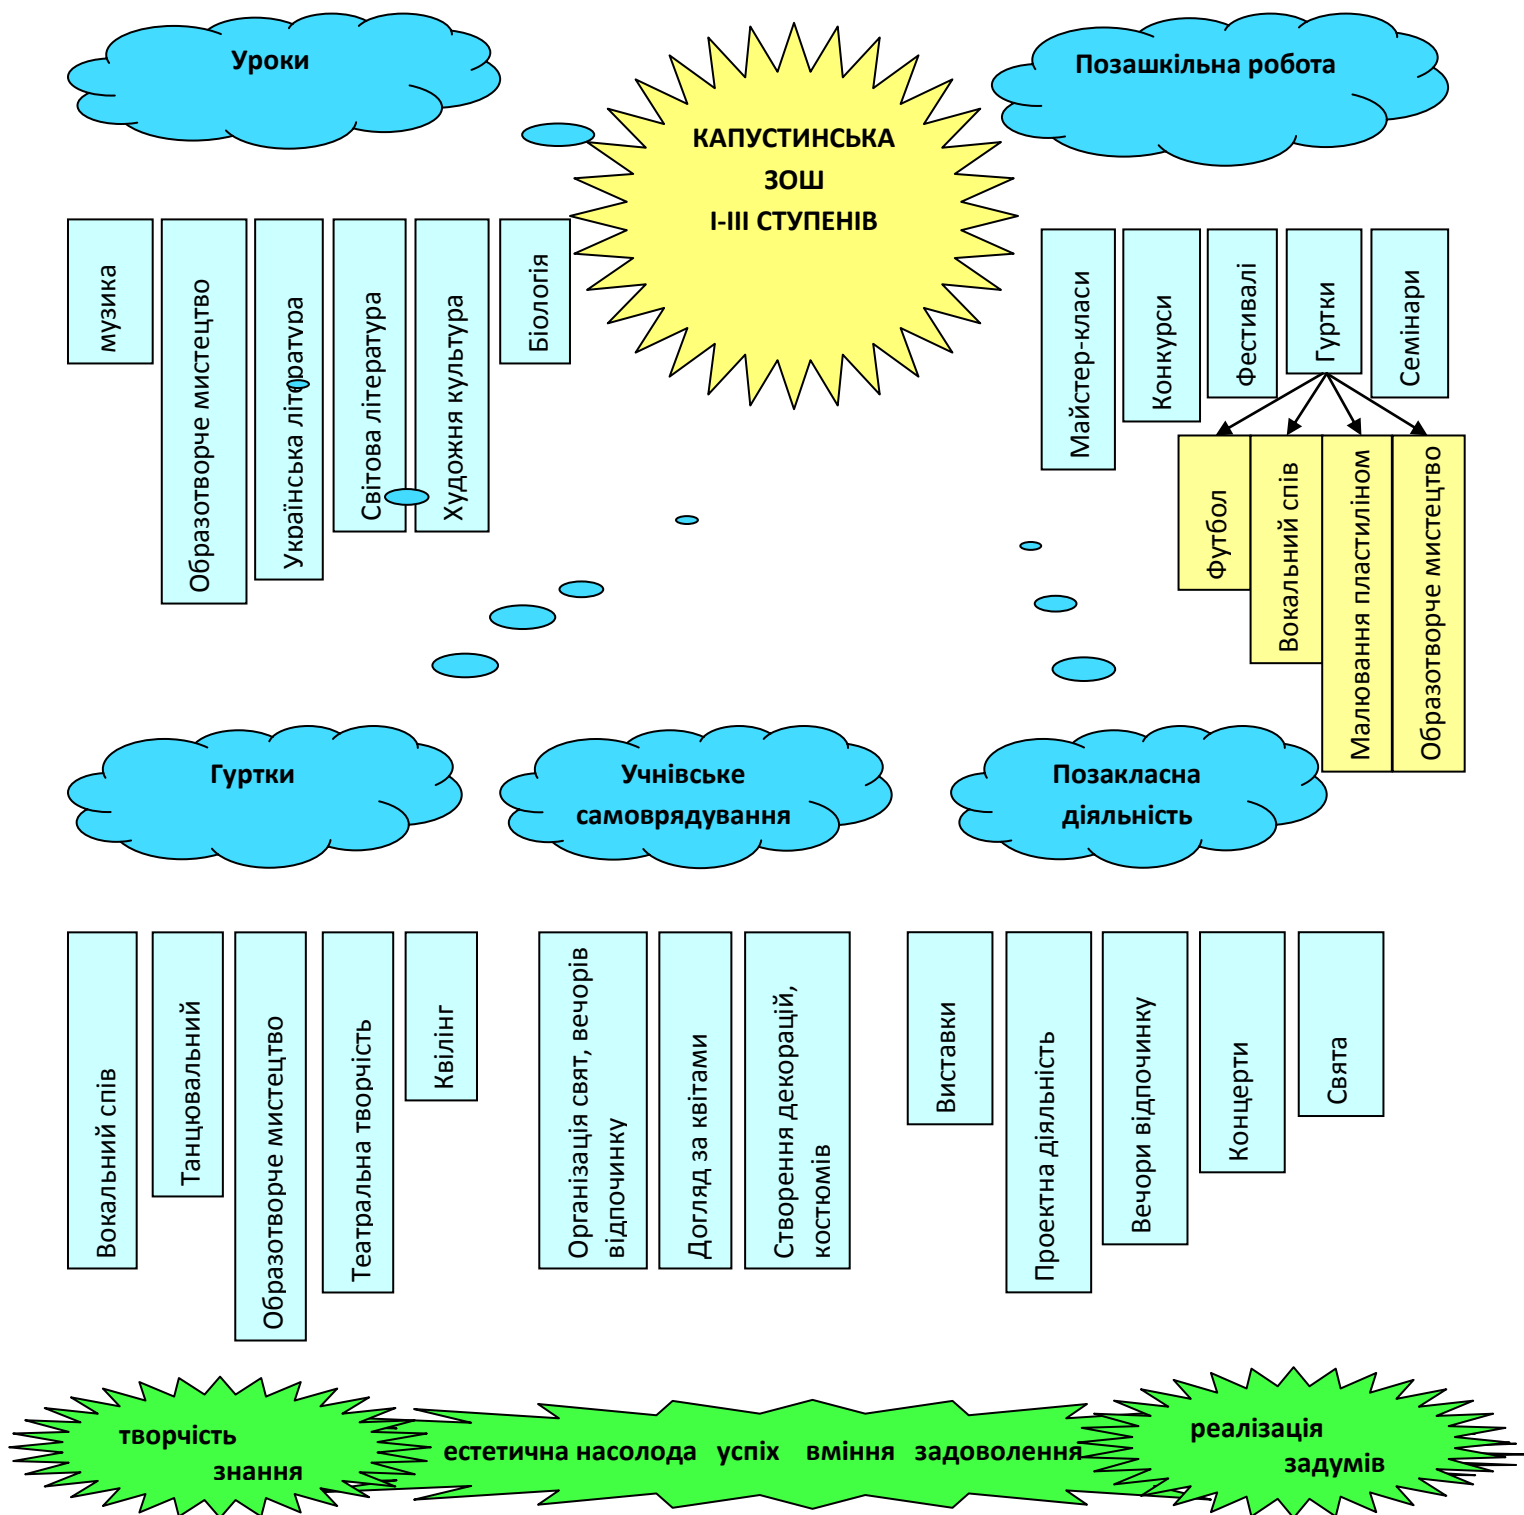 Уроки
КАПУСТИНСЬКА
ЗОШ
І-ІІІ СТУПЕНІВ
Позашкільна робота
музика
Образотворче мистецтво
Українська література
Світова література
Художня культура
Біологія
Майстер-класи
Конкурси
Фестивалі
Гуртки
Семінари
Футбол
Вокальний спів
Малювання пластиліном
Образотворче мистецтво
Гуртки
Учнівське
самоврядування
Позакласна
діяльність
Вокальний спів
Танцювальний
Образотворче мистецтво
Театральна творчість
Квілінг
Організація свят, вечорів
відпочинку
Догляд за квітами
Створення декорацій,
костюмів
Виставки
Проектна діяльність
Вечори відпочинку
Концерти
Свята
творчість
знання
естетична насолода успіх вміння задоволення
реалізація
задумів